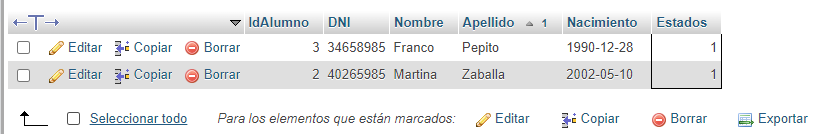 IdAlumno DNI Nombre Apellido 1 Nacimiento Estados
Editar Copiar Borrar 3 34658985 Franco Pepito 1990-12-28 1
Editar Copiar Borrar 2 40265985 Martina Zaballa 2002-05-10 1
Seleccionar todo Para los elementos que están marcados: Editar Copiar Borrar Exportar